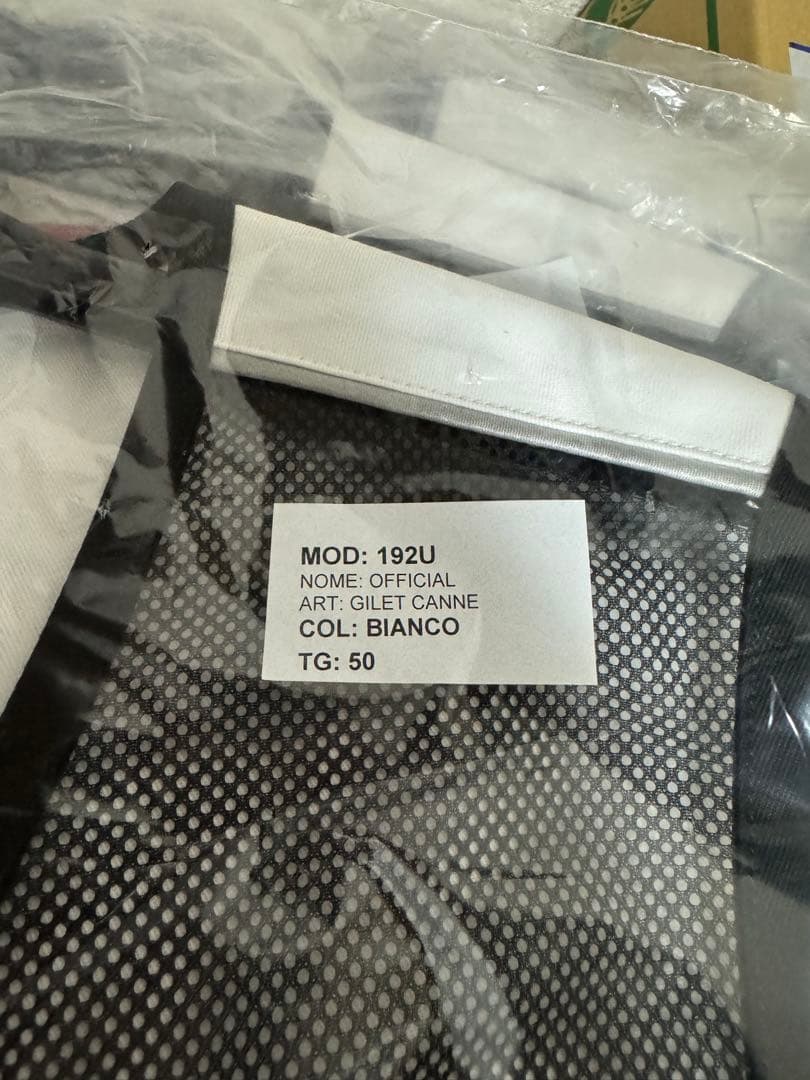 MOD: 192U
NOME: OFFICIAL
ART: GILET CANNE
COL: BIANCO
TG: 50